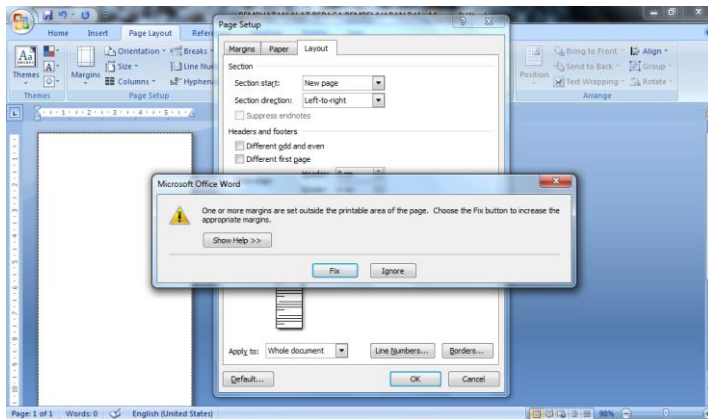 Home Insert Page Layout Refere
Page Setup
Themes
Themes
Margins
Orientation
Size
Columns
Breaks
Line Num
Hyphen
Page Setup
Position
Bring to Front
Send to Back
Text Wrapping
Align
Group
Rotate
Arrange
Margins Paper Layout
Section
Section start: New page
Section direction: Left-to-right
Suppress endnotes
Headers and footers
Different odd and even
Different first page
Microsoft Office Word
One or more margins are set outside the printable area of the page. Choose the Fix button to increase the
appropriate margins.
Show Help >>
Fix Ignore
Apply to: Whole document Line Numbers... Borders...
Default... OK Cancel
Page: 1 of 1 Words: 0 English (United States) 98%